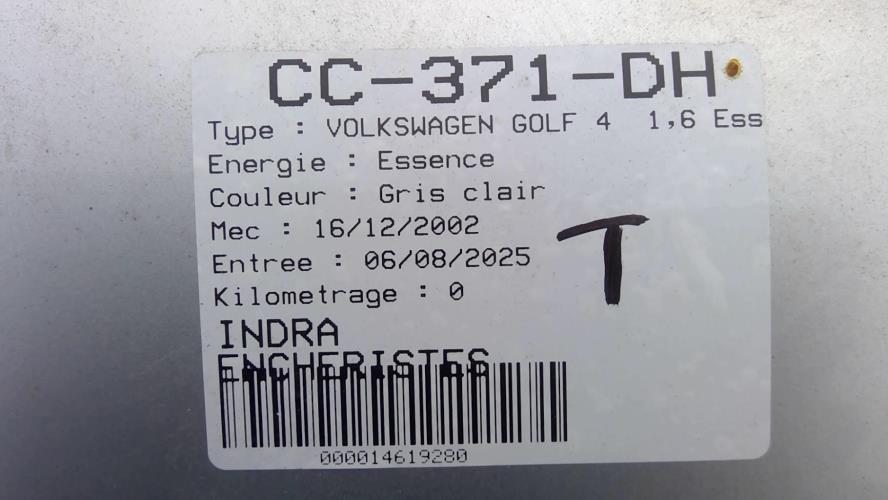 CC-371-DH
Type : VOLKSWAGEN GOLF 4  1,6 Ess
Energie : Essence
Couleur : Gris clair
Mec : 16/12/2002
Entree : 06/08/2025
Kilometrage : 0
T
INDRA
ENCHERISTES
000014619280